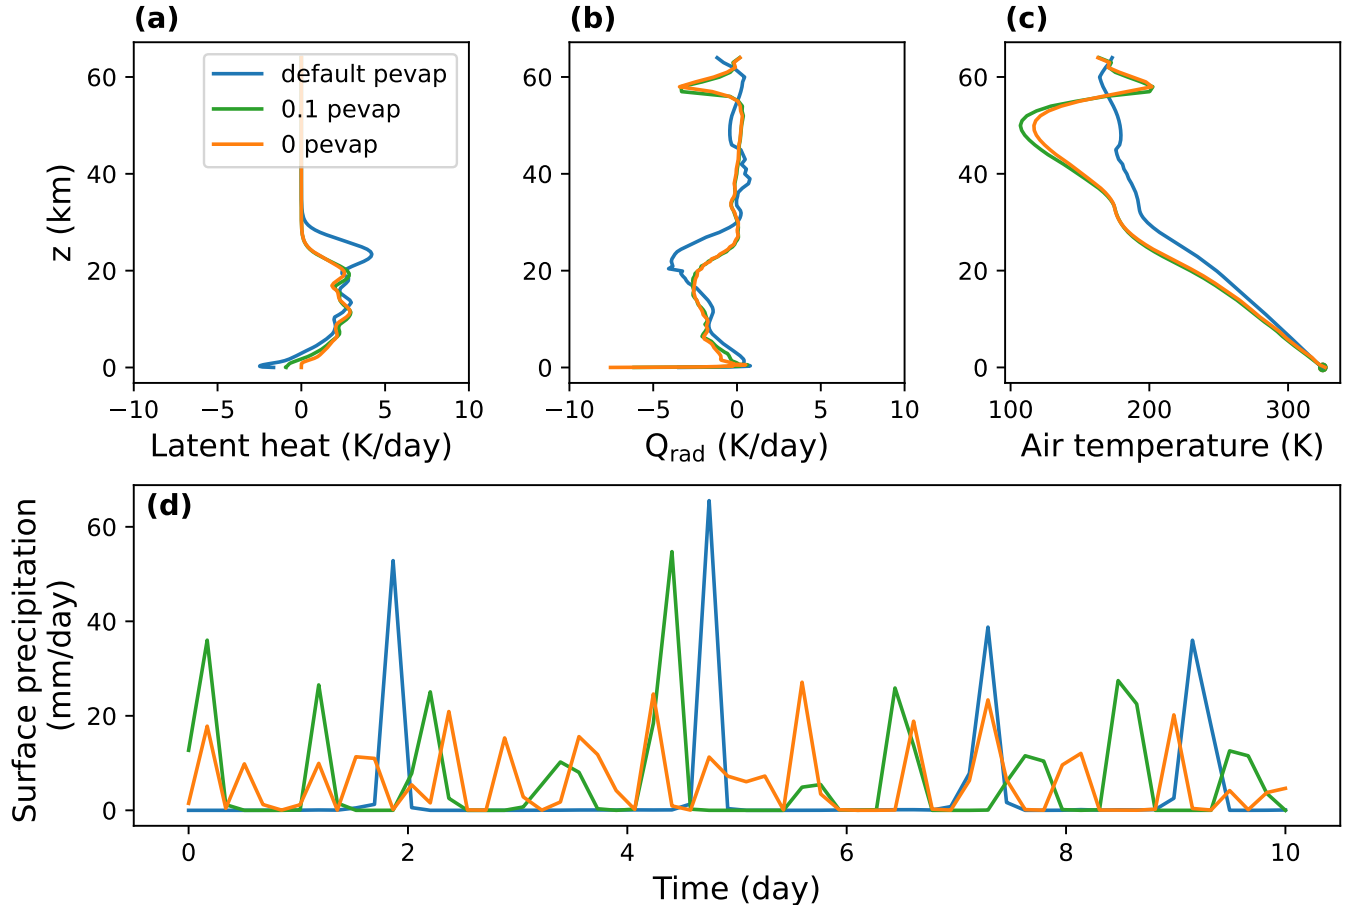 (a)
(b)
(c)
default pevap
0.1 pevap
0 pevap
z (km)
60
40
20
0
−10
−5
0
5
10
Latent heat (K/day)
60
40
20
0
−10
−5
0
5
10
Qrad (K/day)
60
40
20
0
100
200
300
Air temperature (K)
(d)
Surface precipitation
(mm/day)
60
40
20
0
0
2
4
6
8
10
Time (day)